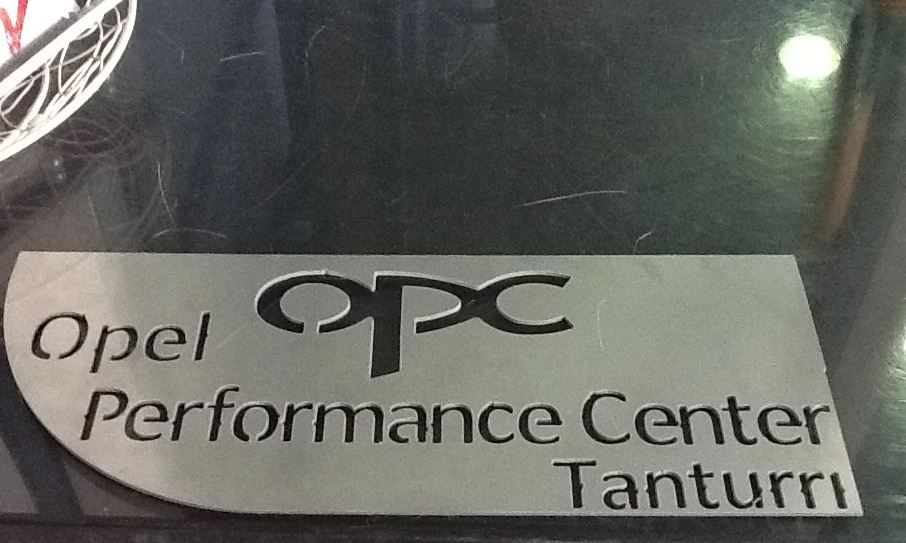 opc
Opel
Performance Center
Tanturri